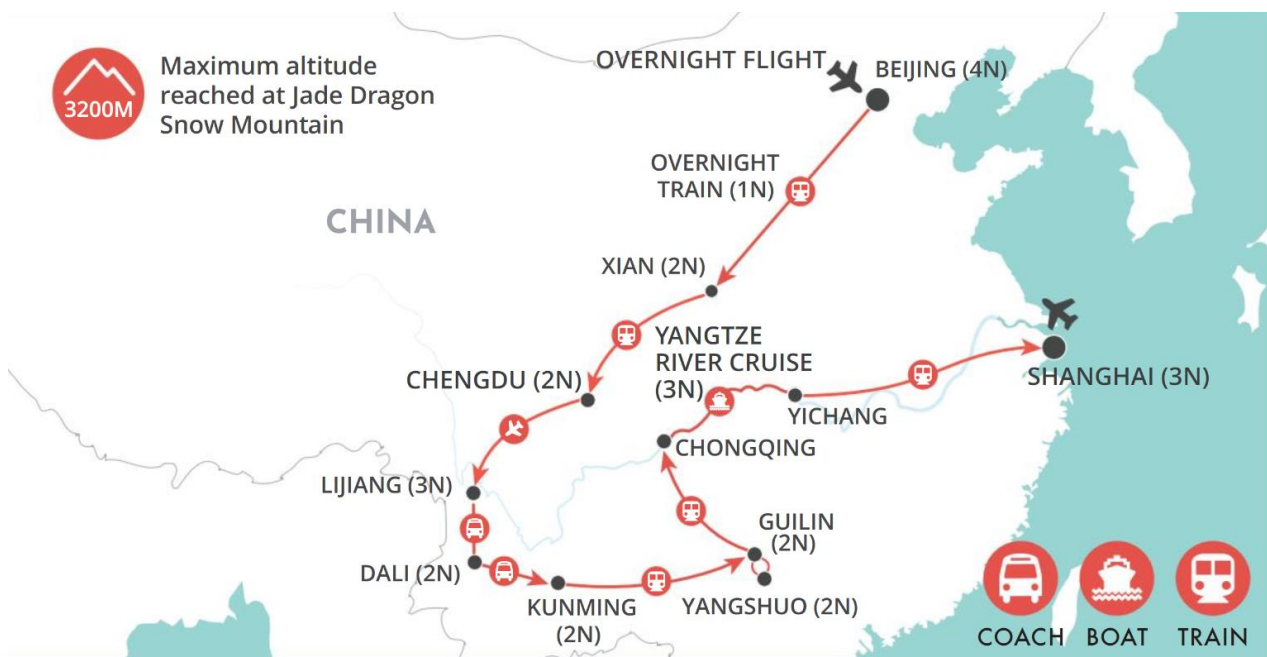 3200M
Maximum altitude
reached at Jade Dragon
Snow Mountain
OVERNIGHT FLIGHT
BEIJING (4N)
OVERNIGHT
TRAIN (1N)
CHINA
XIAN (2N)
YANGTZE
RIVER CRUISE
(3N)
CHENGDU (2N)
SHANGHAI (3N)
YICHANG
CHONGQING
LIJIANG (3N)
GUILIN
(2N)
DALI (2N)
KUNMING
(2N)
YANGSHUO (2N)
COACH
BOAT
TRAIN